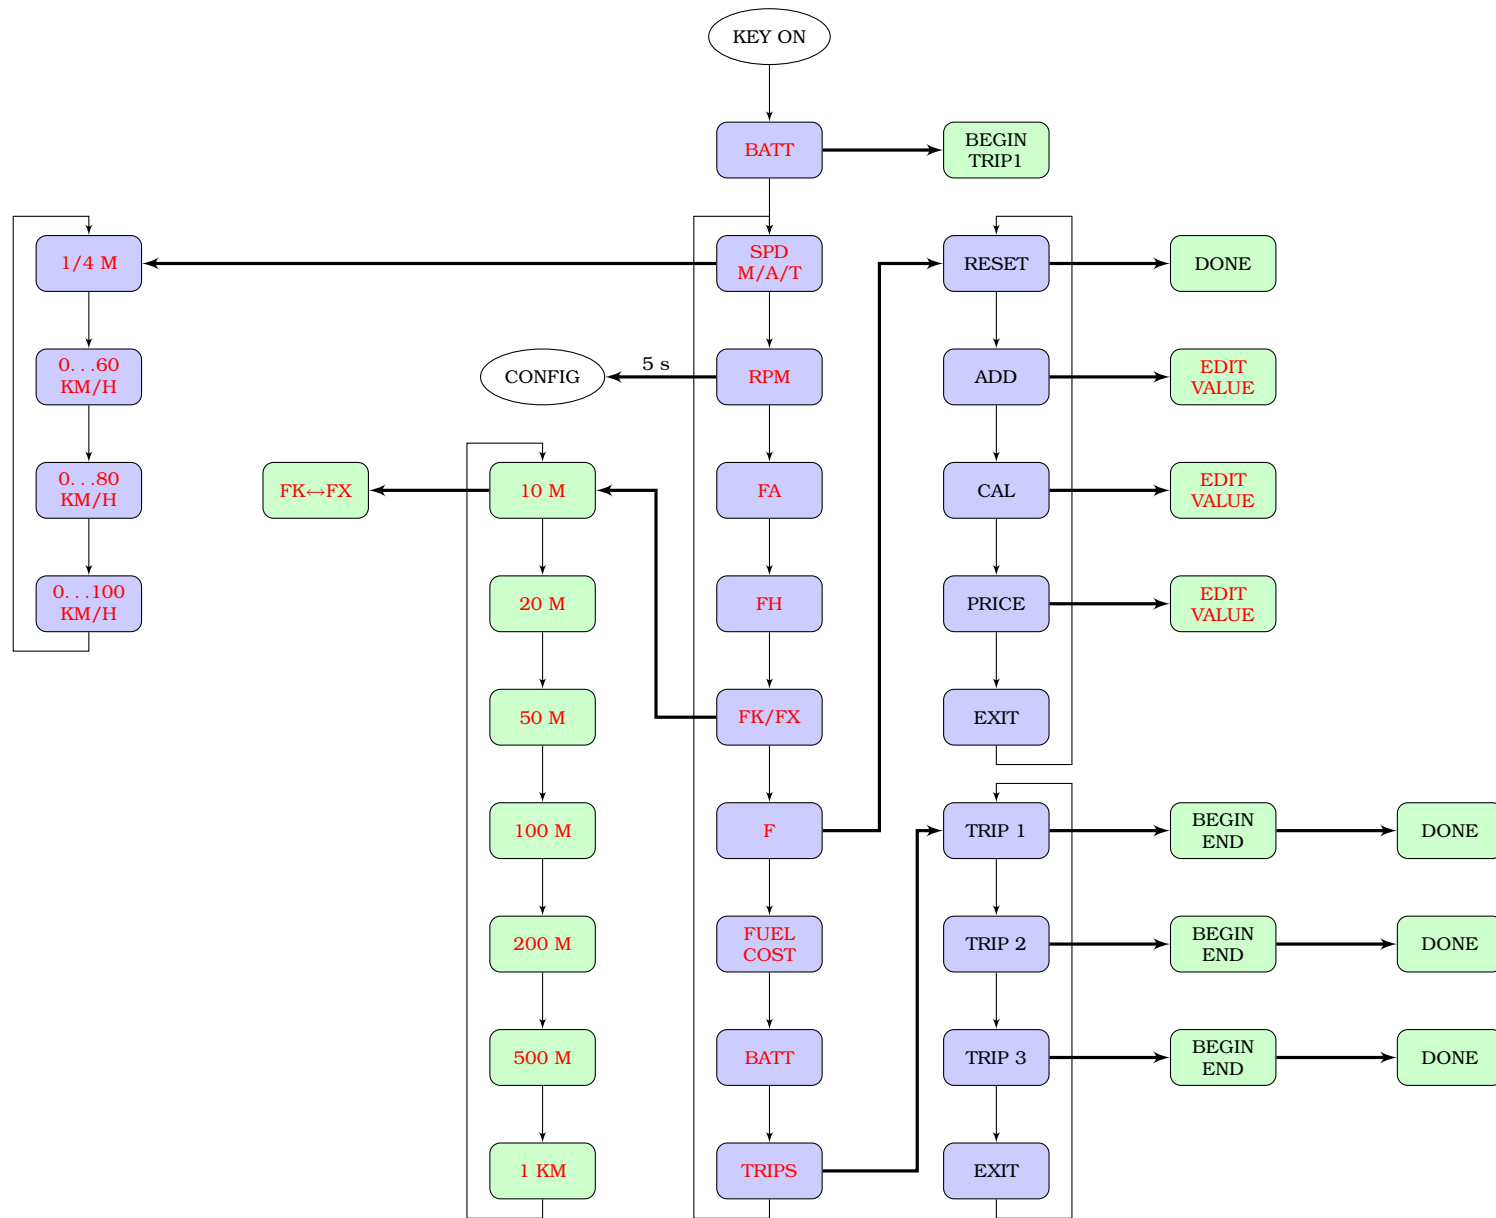 KEY ON
BATT
BEGIN
TRIP1
1/4 M
SPD
M/A/T
RESET
DONE
0...60
KM/H
CONFIG
5 s
RPM
ADD
EDIT
VALUE
0...80
KM/H
FK↔FX
10 M
FA
CAL
EDIT
VALUE
0...100
KM/H
20 M
FH
PRICE
EDIT
VALUE
50 M
FK/FX
EXIT
100 M
F
TRIP 1
BEGIN
END
DONE
200 M
FUEL
COST
TRIP 2
BEGIN
END
DONE
500 M
BATT
TRIP 3
BEGIN
END
DONE
1 KM
TRIPS
EXIT